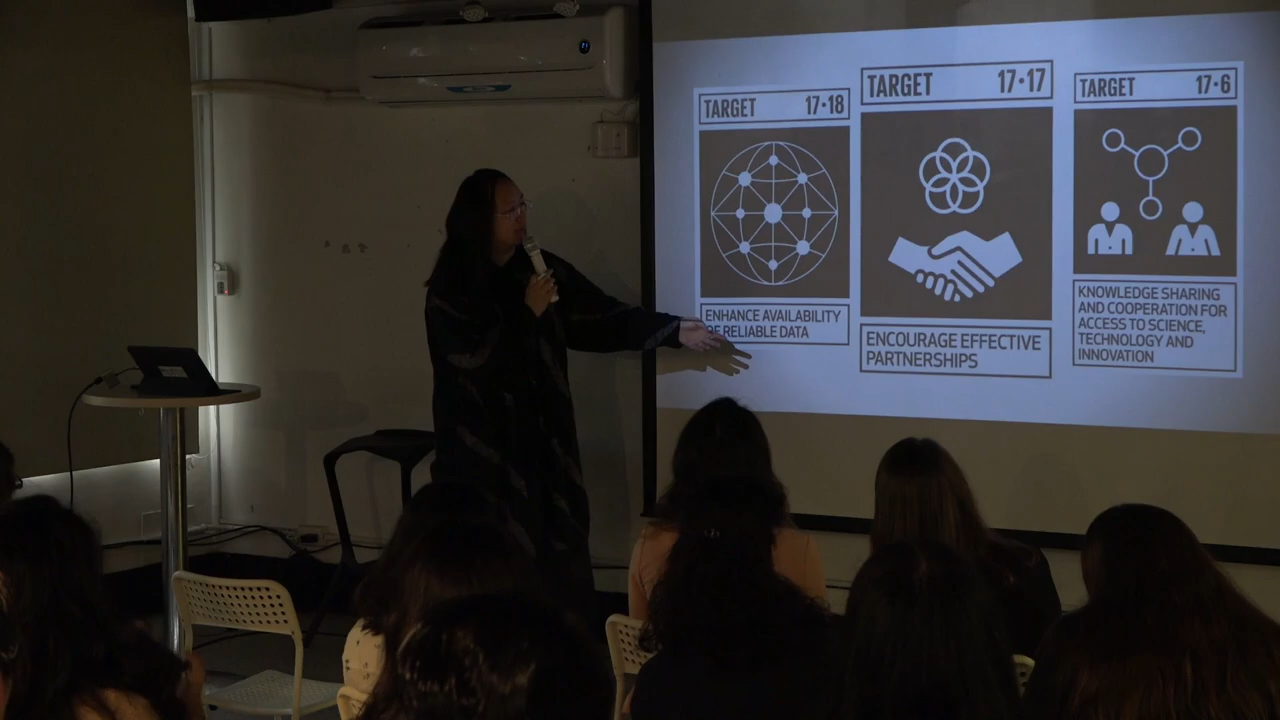 TARGET 17·18
ENHANCE AVAILABILITY
OF RELIABLE DATA
TARGET 17·17
ENCOURAGE EFFECTIVE
PARTNERSHIPS
TARGET 17·6
KNOWLEDGE SHARING
AND COOPERATION FOR
ACCESS TO SCIENCE,
TECHNOLOGY AND
INNOVATION